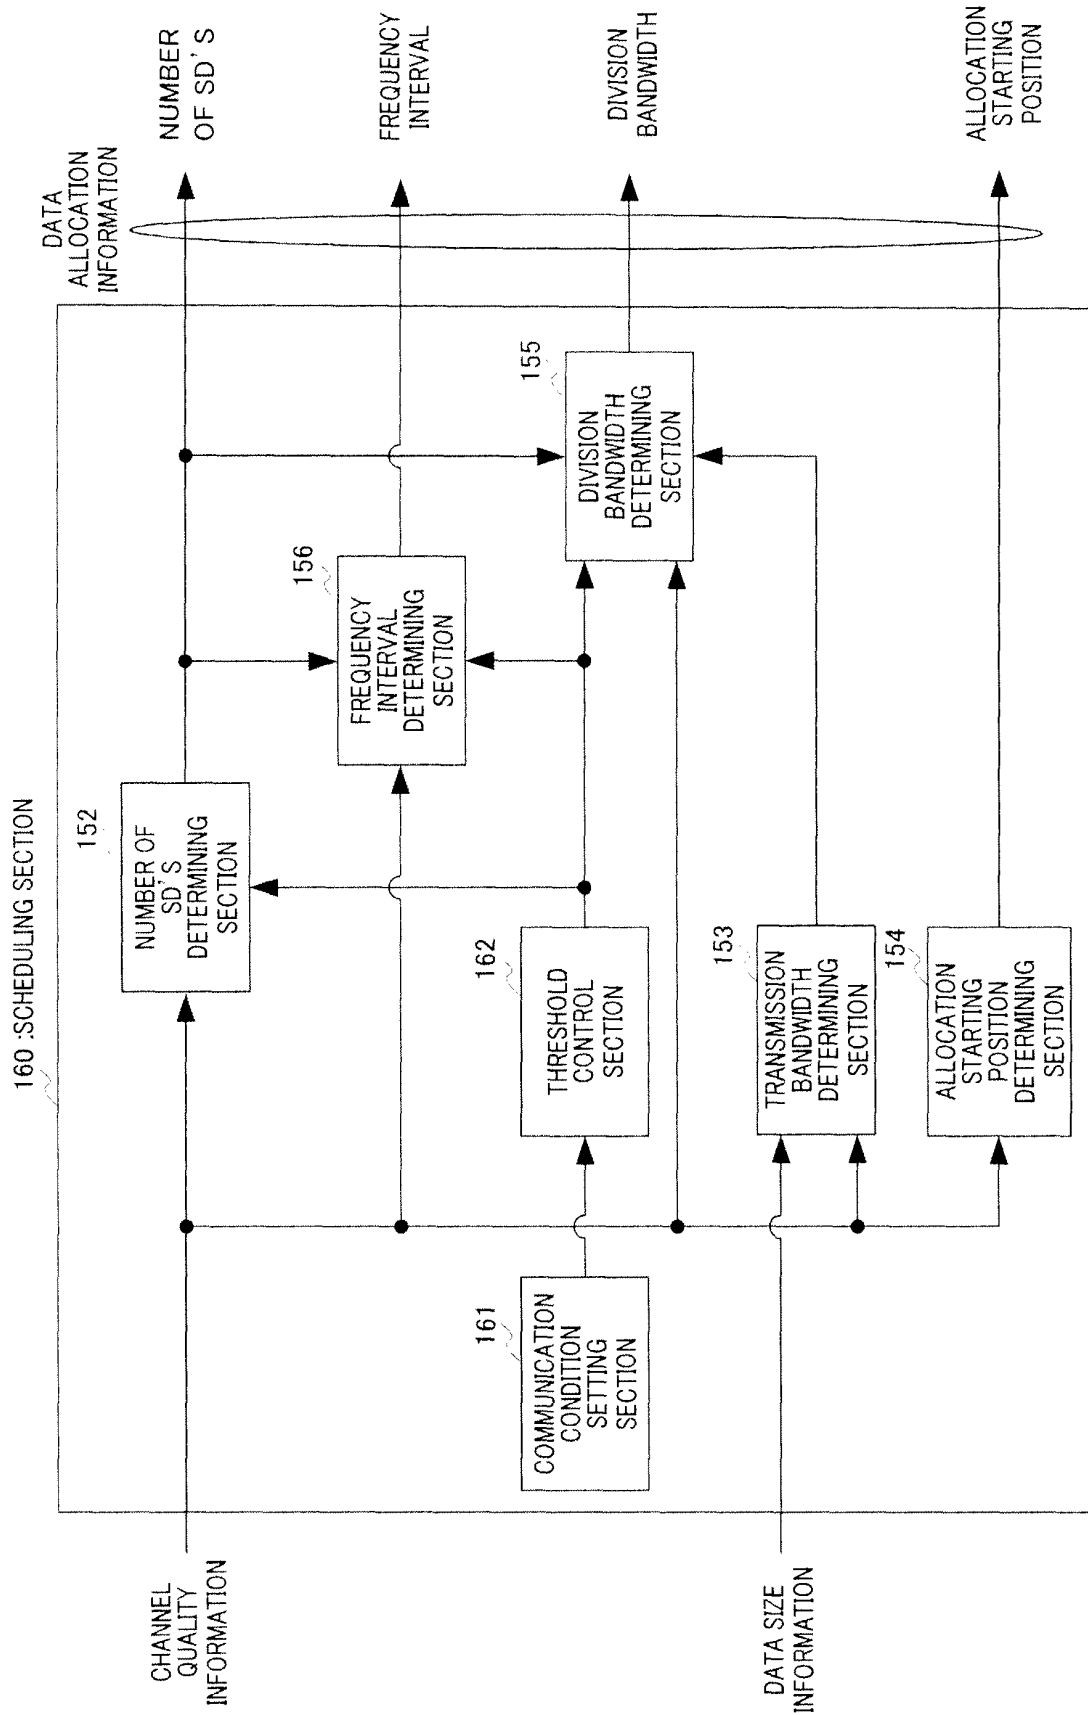 160 :SCHEDULING SECTION
CHANNEL
QUALITY
INFORMATION
DATA SIZE
INFORMATION
161
COMMUNICATION
CONDITION
SETTING
SECTION
162
THRESHOLD
CONTROL
SECTION
152
NUMBER OF
SD'S
DETERMINING
SECTION
153
TRANSMISSION
BANDWIDTH
DETERMINING
SECTION
154
ALLOCATION
STARTING
POSITION
DETERMINING
SECTION
156
FREQUENCY
INTERVAL
DETERMINING
SECTION
155
DIVISION
BANDWIDTH
DETERMINING
SECTION
DATA
ALLOCATION
INFORMATION
NUMBER
OF SD'S
FREQUENCY
INTERVAL
DIVISION
BANDWIDTH
ALLOCATION
STARTING
POSITION